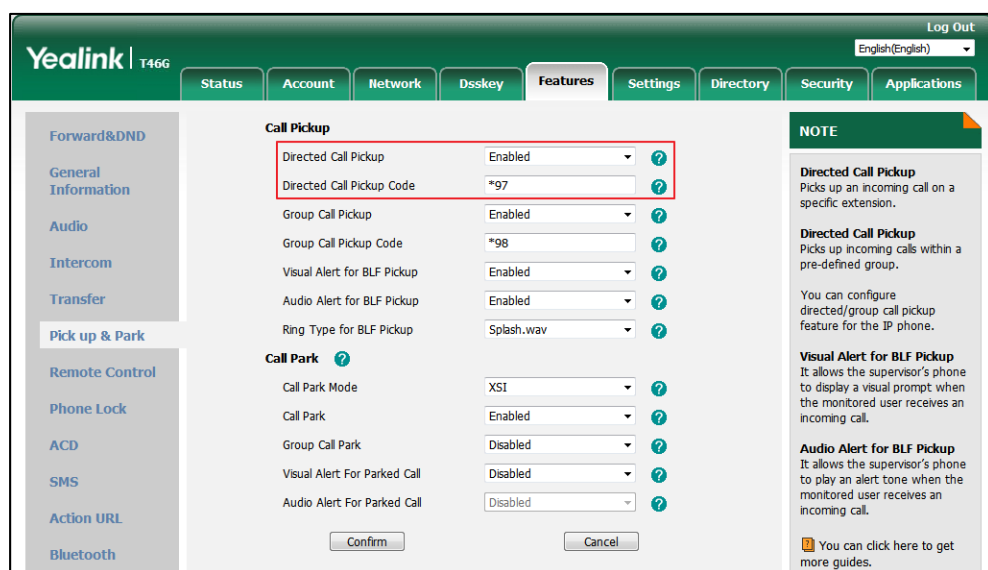 Log Out
Yealink | T46G
English(English)
Status Account Network Dsskey Features Settings Directory Security Applications
Forward&DND
General
Information
Audio
Intercom
Transfer
Pick up & Park
Remote Control
Phone Lock
ACD
SMS
Action URL
Bluetooth
Call Pickup
Directed Call Pickup Enabled ?
Directed Call Pickup Code *97 ?
Group Call Pickup Enabled ?
Group Call Pickup Code *98 ?
Visual Alert for BLF Pickup Enabled ?
Audio Alert for BLF Pickup Enabled ?
Ring Type for BLF Pickup Splash.wav ?
Call Park ?
Call Park Mode XSI ?
Call Park Enabled ?
Group Call Park Disabled ?
Visual Alert For Parked Call Disabled ?
Audio Alert For Parked Call Disabled ?
Confirm Cancel
NOTE
Directed Call Pickup
Picks up an incoming call on a
specific extension.
Directed Call Pickup
Picks up incoming calls within a
pre-defined group.
You can configure
directed/group call pickup
feature for the IP phone.
Visual Alert for BLF Pickup
It allows the supervisor's phone
to display a visual prompt when
the monitored user receives an
incoming call.
Audio Alert for BLF Pickup
It allows the supervisor's phone
to play an alert tone when the
monitored user receives an
incoming call.
? You can click here to get
more guides.